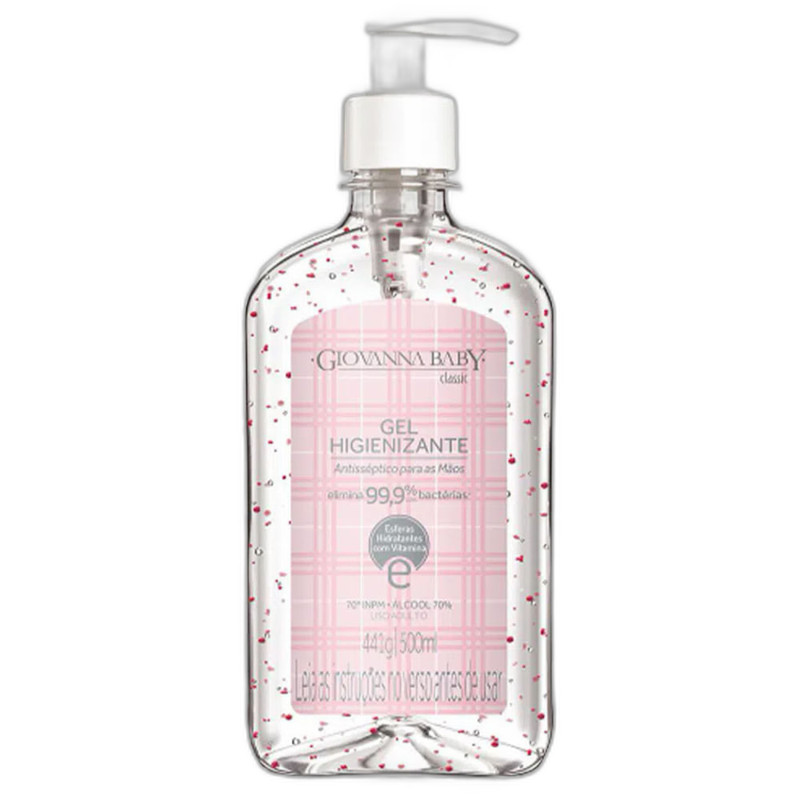 GIOVANNA BABY
classic
GEL
HIGIENIZANTE
Antisséptico para as Mãos
elimina 99,9% bactérias*
Esferas
Hidratantes
com Vitamina
e
70° INPM • ÁLCOOL 70%
USO ADULTO
441g|500ml
Leia as instruções no verso antes de usar